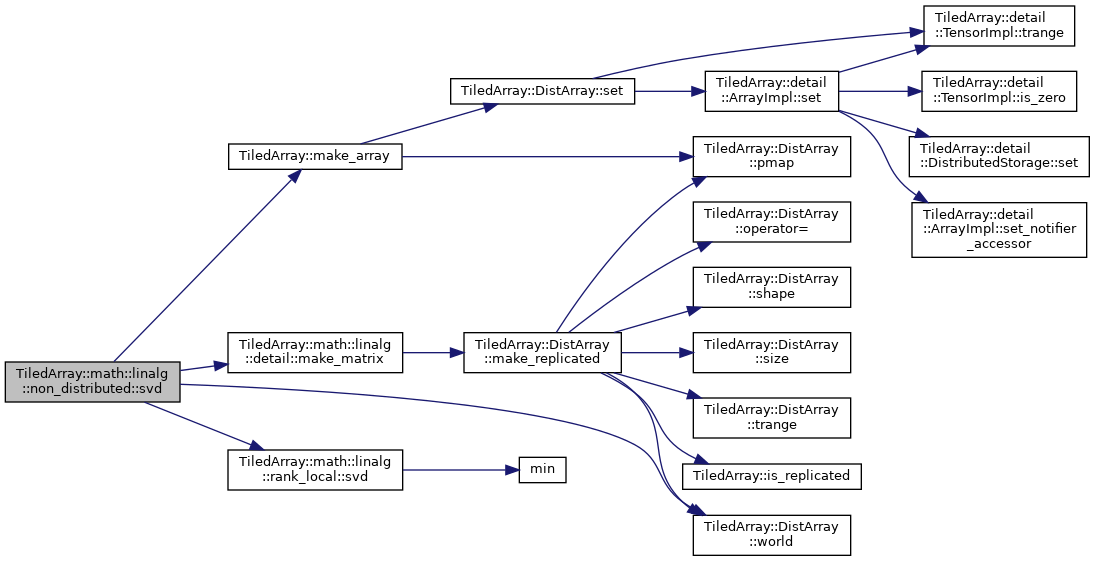 TiledArray::detail
::TensorImpl::trange
TiledArray::DistArray::set
TiledArray::detail
::ArrayImpl::set
TiledArray::detail
::TensorImpl::is_zero
TiledArray::make_array
TiledArray::DistArray
::pmap
TiledArray::detail
::DistributedStorage::set
TiledArray::DistArray
::operator=
TiledArray::detail
::ArrayImpl::set_notifier
_accessor
TiledArray::DistArray
::shape
TiledArray::math::linalg
::detail::make_matrix
TiledArray::DistArray
::make_replicated
TiledArray::DistArray
::size
TiledArray::math::linalg
::non_distributed::svd
TiledArray::DistArray
::trange
TiledArray::math::linalg
::rank_local::svd
min
TiledArray::is_replicated
TiledArray::DistArray
::world